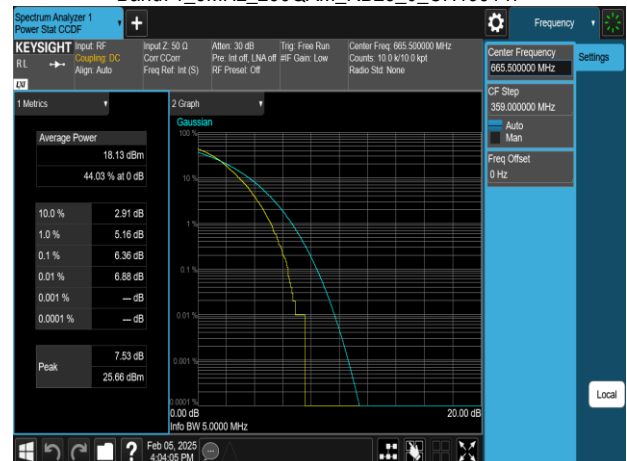 Spectrum Analyzer 1
Power Stat CCDF
Frequency
KEYSIGHT
RL
LXI
Input: RF
Coupling: DC
Align: Auto
Input Z: 50 Ω
Corr CCorr
Freq Ref: Int (S)
Atten: 30 dB
Pre: Int off, LNA off
RF Preset: Off
Trig: Free Run
#IF Gain: Low
Center Freq: 665.500000 MHz
Counts: 10.0 k/10.0 kpt
Radio Std: None
Center Frequency
665.500000 MHz
Settings
CF Step
359.000000 MHz
Auto
Man
Freq Offset
0 Hz
Local
1 Metrics
Average Power
18.13 dBm
44.03 % at 0 dB
10.0 % 2.91 dB
1.0 % 5.16 dB
0.1 % 6.36 dB
0.01 % 6.88 dB
0.001 % --- dB
0.0001 % --- dB
Peak
7.53 dB
25.66 dBm
2 Graph
Gaussian
100 %
10 %
1 %
0.1 %
0.01 %
0.001 %
0.0001 %
0.00 dB 20.00 dB
Info BW 5.0000 MHz
?
Feb 05, 2025
4:04:05 PM